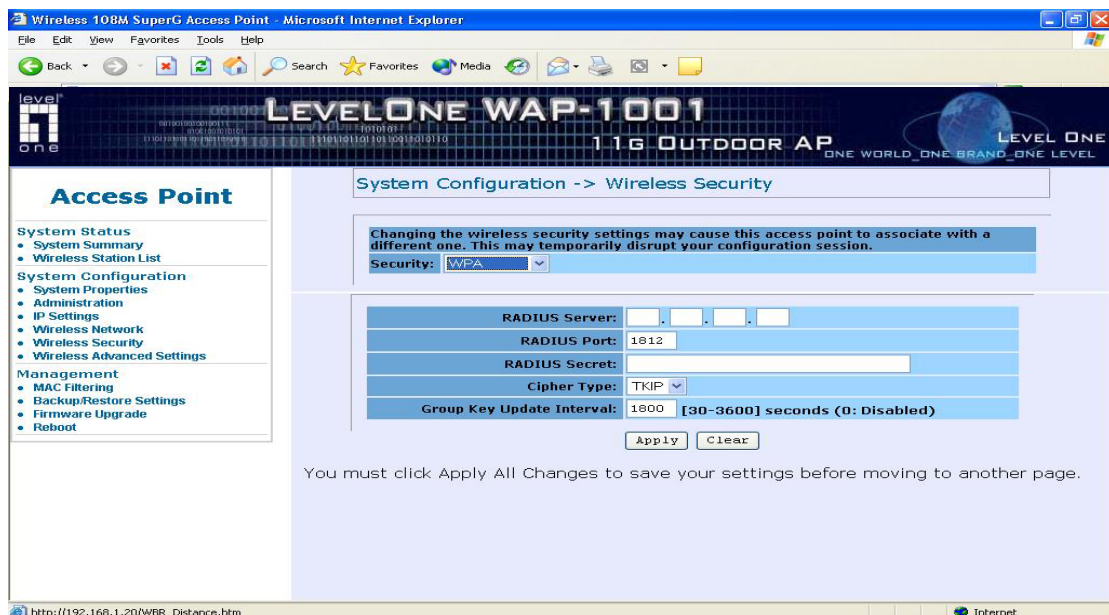 Wireless 108M SuperG Access Point - Microsoft Internet Explorer
File Edit View Favorites Tools Help
Back Search Favorites Media
level one
LEVELONE WAP-1001
11G OUTDOOR AP
LEVEL ONE
ONE WORLD_ONE BRAND_ONE LEVEL
Access Point
System Status
• System Summary
• Wireless Station List
System Configuration
• System Properties
• Administration
• IP Settings
• Wireless Network
• Wireless Security
• Wireless Advanced Settings
Management
• MAC Filtering
• Backup/Restore Settings
• Firmware Upgrade
• Reboot
System Configuration -> Wireless Security
Changing the wireless security settings may cause this access point to associate with a
different one. This may temporarily disrupt your configuration session.
Security: WPA
RADIUS Server: . . .
RADIUS Port: 1812
RADIUS Secret:
Cipher Type: TKIP
Group Key Update Interval: 1800 [30-3600] seconds (0: Disabled)
Apply Clear
You must click Apply All Changes to save your settings before moving to another page.
http://192.168.1.20/WBR_Distance.htm Internet